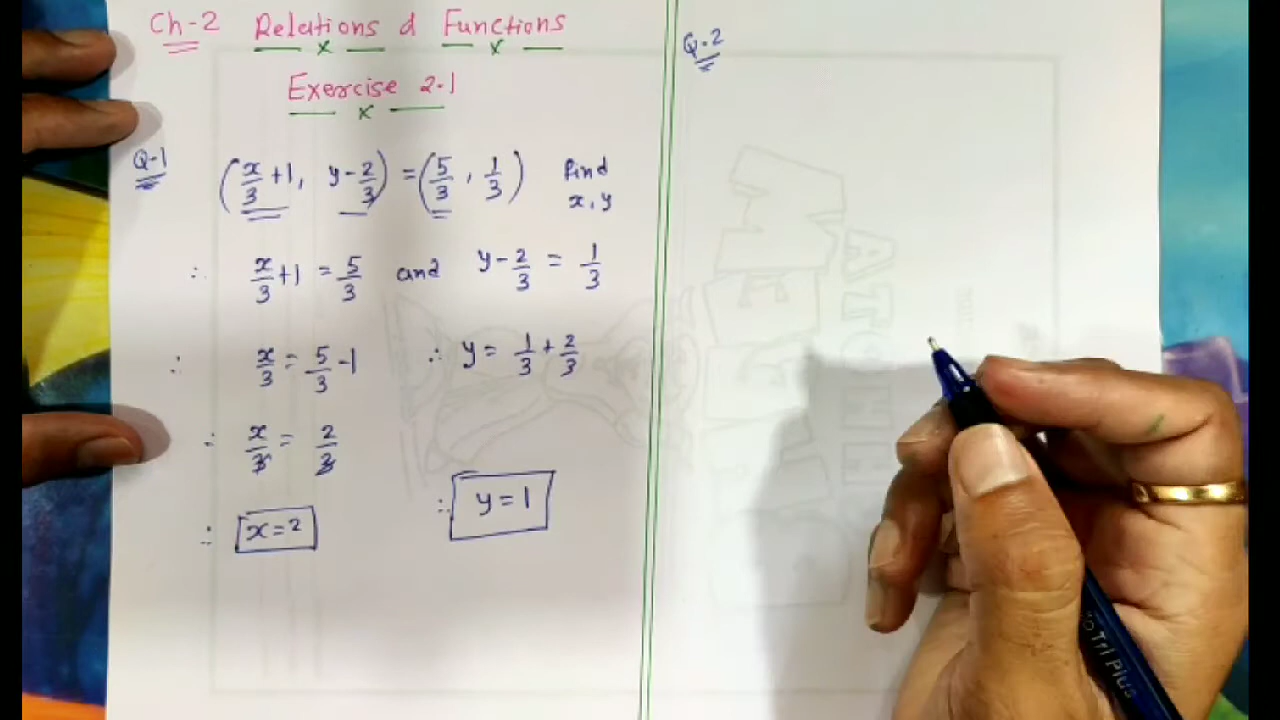 Ch-2 Relations & Functions
Exercise 2.1
Q-1 (x/3+1, y-2/3) = (5/3, 1/3) find x, y
∴ x/3+1 = 5/3 and y-2/3 = 1/3
∴ x/3 = 5/3-1 ∴ y = 1/3+2/3
∴ x/3 = 2/3
∴ x=2 ∴ y=1
Q.2
Tri Plus